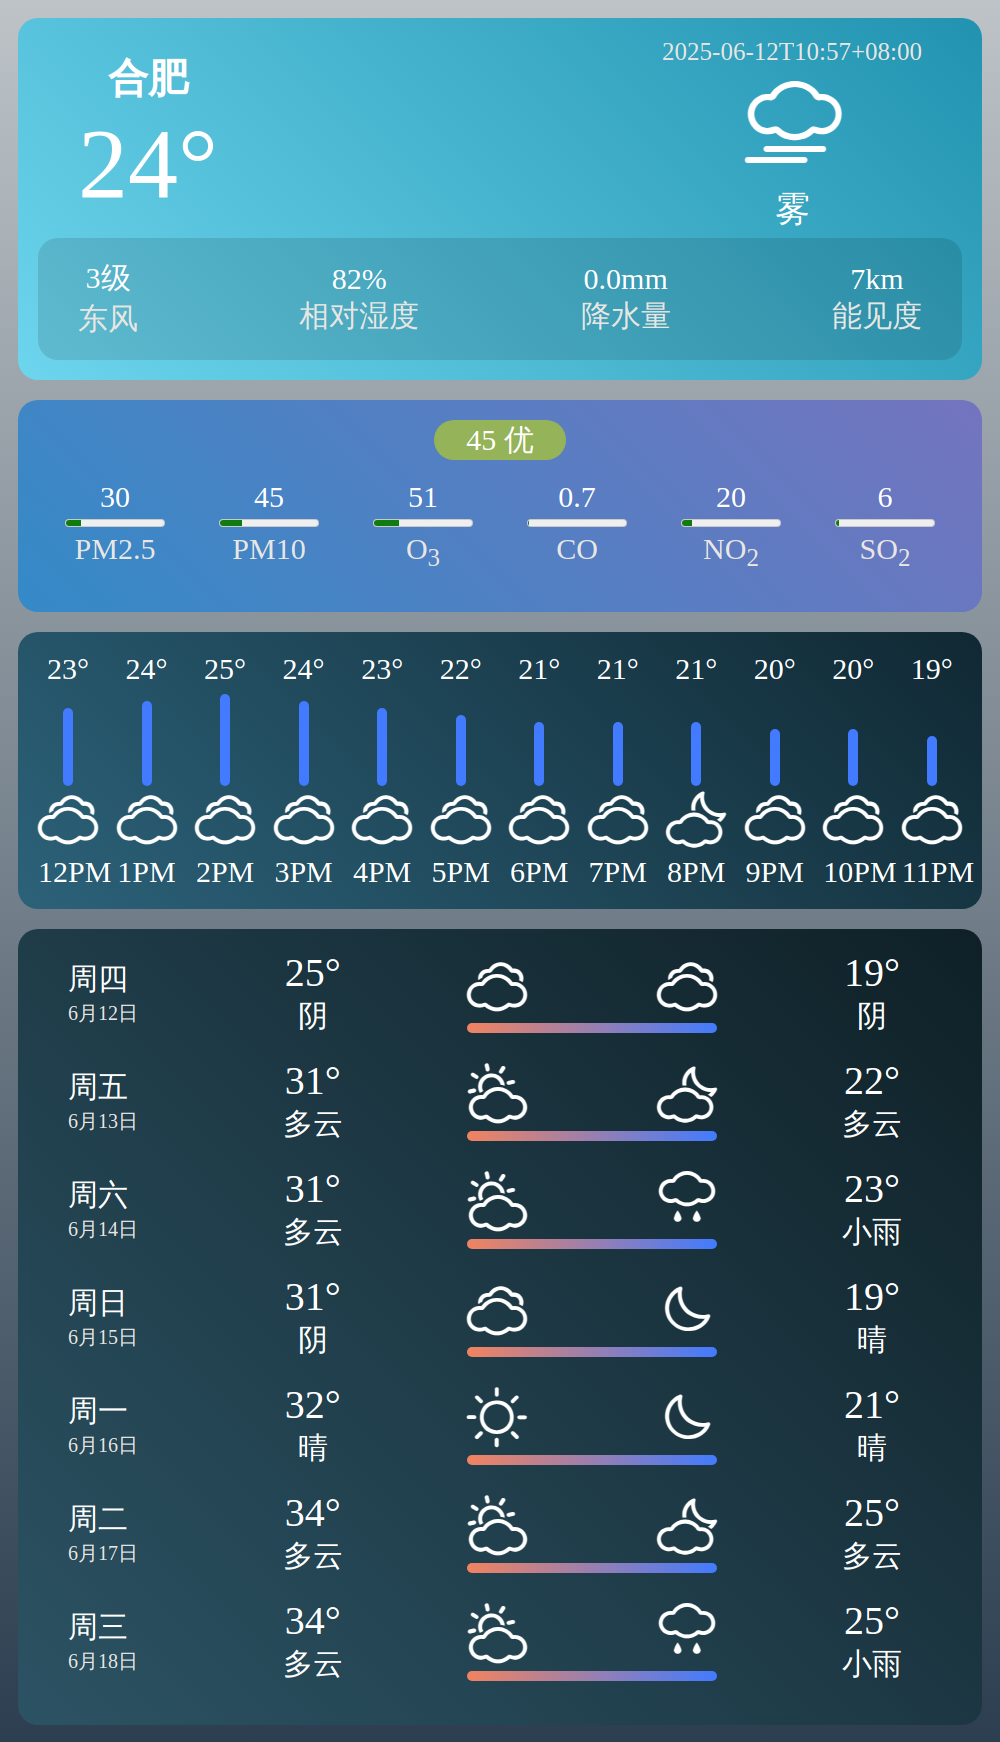 合肥
24°
2025-06-12T10:57+08:00
雾
3级 82% 0.0mm 7km
东风 相对湿度 降水量 能见度
45 优
30 45 51 0.7 20 6
PM2.5 PM10 O3 CO NO2 SO2
23° 24° 25° 24° 23° 22° 21° 21° 21° 20° 20° 19°
12PM 1PM 2PM 3PM 4PM 5PM 6PM 7PM 8PM 9PM 10PM 11PM
周四 25° 19°
6月12日 阴 阴
周五 31° 22°
6月13日 多云 多云
周六 31° 23°
6月14日 多云 小雨
周日 31° 19°
6月15日 阴 晴
周一 32° 21°
6月16日 晴 晴
周二 34° 25°
6月17日 多云 多云
周三 34° 25°
6月18日 多云 小雨